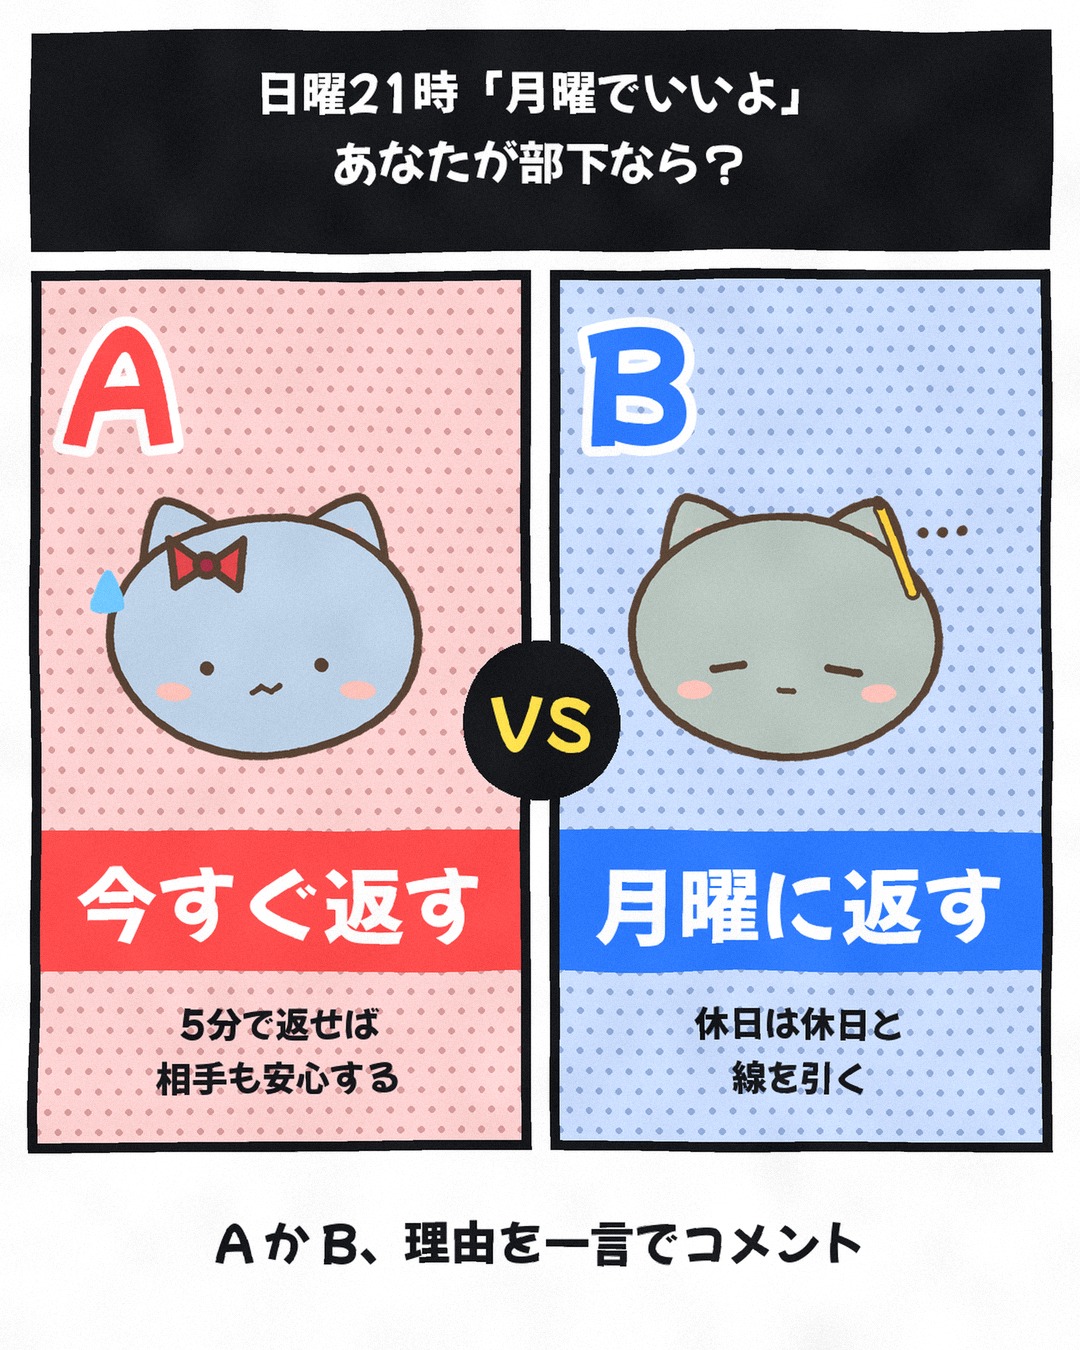 日曜21時「月曜でいいよ」
あなたが部下なら？
A
B
VS
今すぐ返す
月曜に返す
5分で返せば
相手も安心する
休日は休日と
線を引く
AかB、理由を一言でコメント